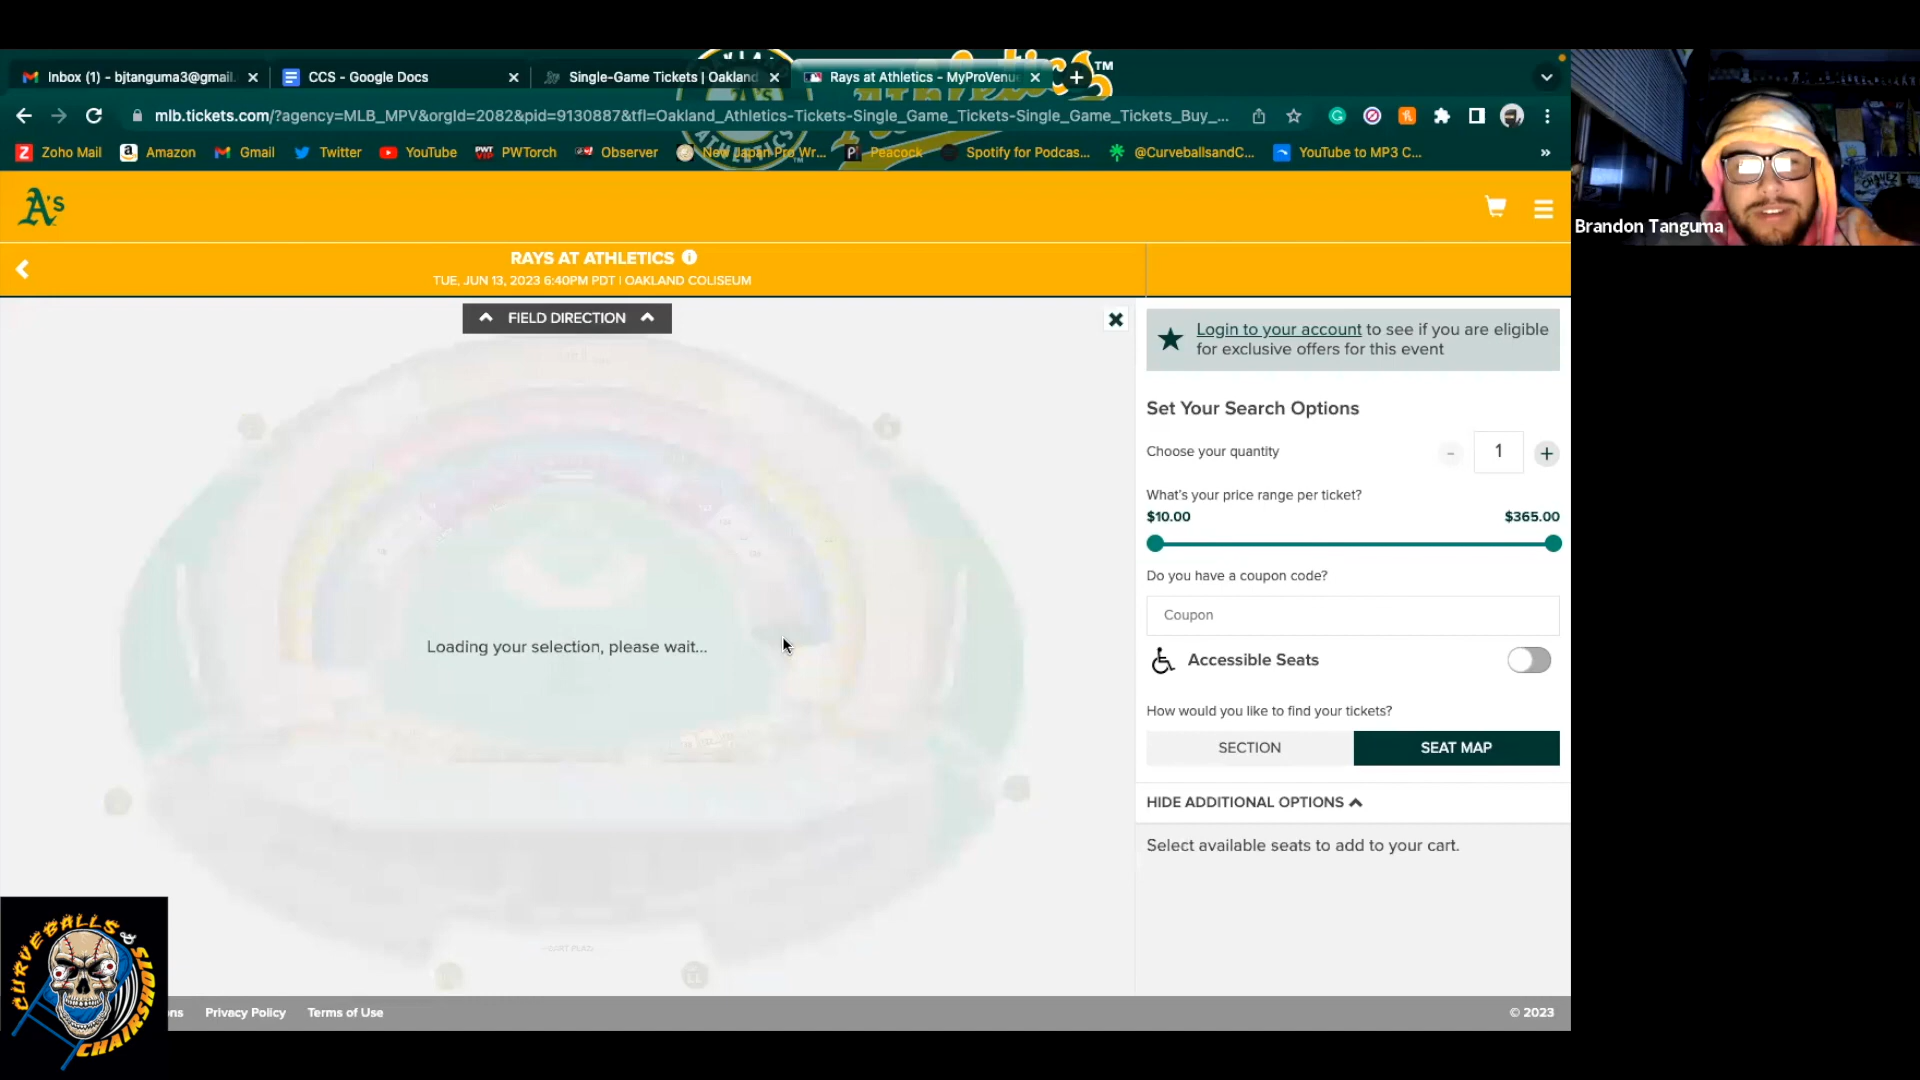 Inbox (1) - bjtanguma3@gmail.
CCS - Google Docs
Single-Game Tickets | Oakland
Rays at Athletics - MyProVenu
mlb.tickets.com/?agency=MLB_MPV&orgId=2082&pid=9130887&tfl=Oakland_Athletics-Tickets-Single_Game_Tickets-Single_Game_Tickets_Buy_...
Zoho Mail
Amazon
Gmail
Twitter
YouTube
PWTorch
Observer
New Japan Pro Wr...
Peacock
Spotify for Podcas...
@CurveballsandC...
YouTube to MP3 C...
»
A's
RAYS AT ATHLETICS
TUE, JUN 13, 2023 6:40PM PDT | OAKLAND COLISEUM
FIELD DIRECTION
Loading your selection, please wait...
Login to your account to see if you are eligible
for exclusive offers for this event
Set Your Search Options
Choose your quantity
- 1 +
What's your price range per ticket?
$10.00 $365.00
Do you have a coupon code?
Coupon
Accessible Seats
How would you like to find your tickets?
SECTION SEAT MAP
HIDE ADDITIONAL OPTIONS
Select available seats to add to your cart.
ns Privacy Policy Terms of Use
© 2023
Brandon Tanguma
CURVEBALLS & CHAIRSHOTS